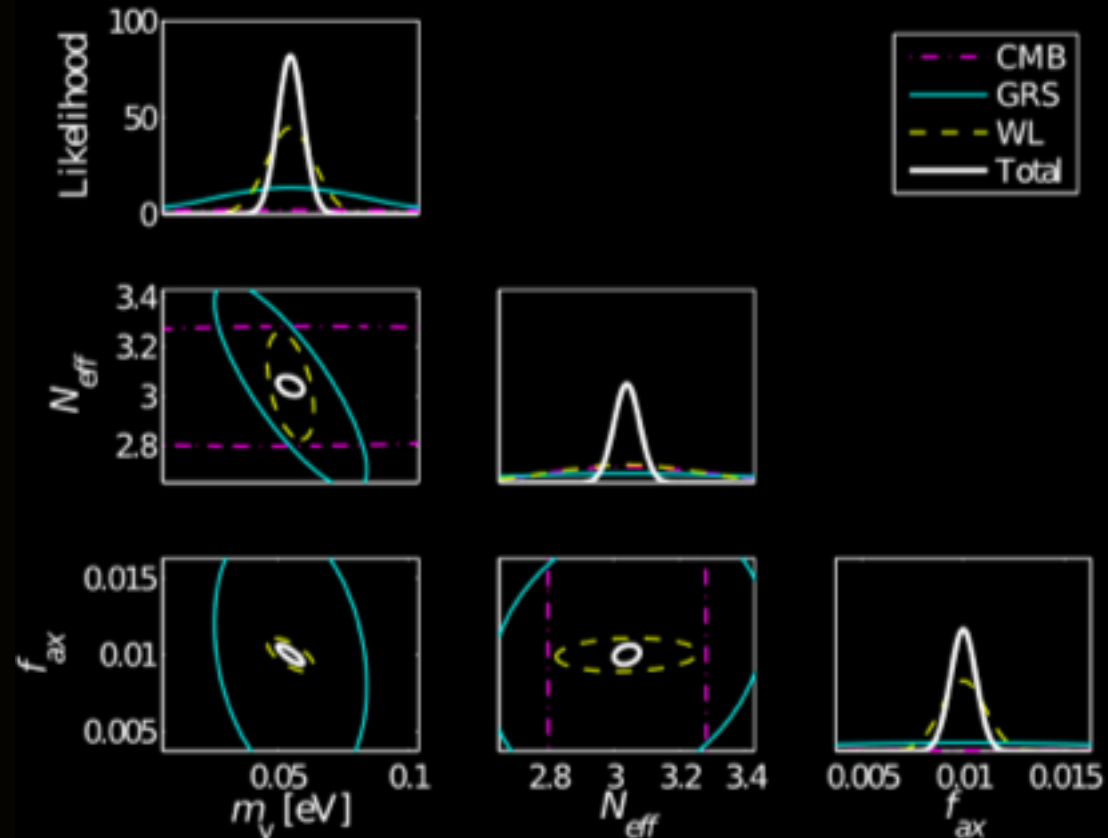 100
50
0
Likelihood
CMB
GRS
WL
Total
3.4
3.2
3
2.8
N_eff
0.015
0.01
0.005
f_ax
0.05 0.1
m_ν [eV]
2.8 3 3.2 3.4
N_eff
0.005 0.01 0.015
f_ax